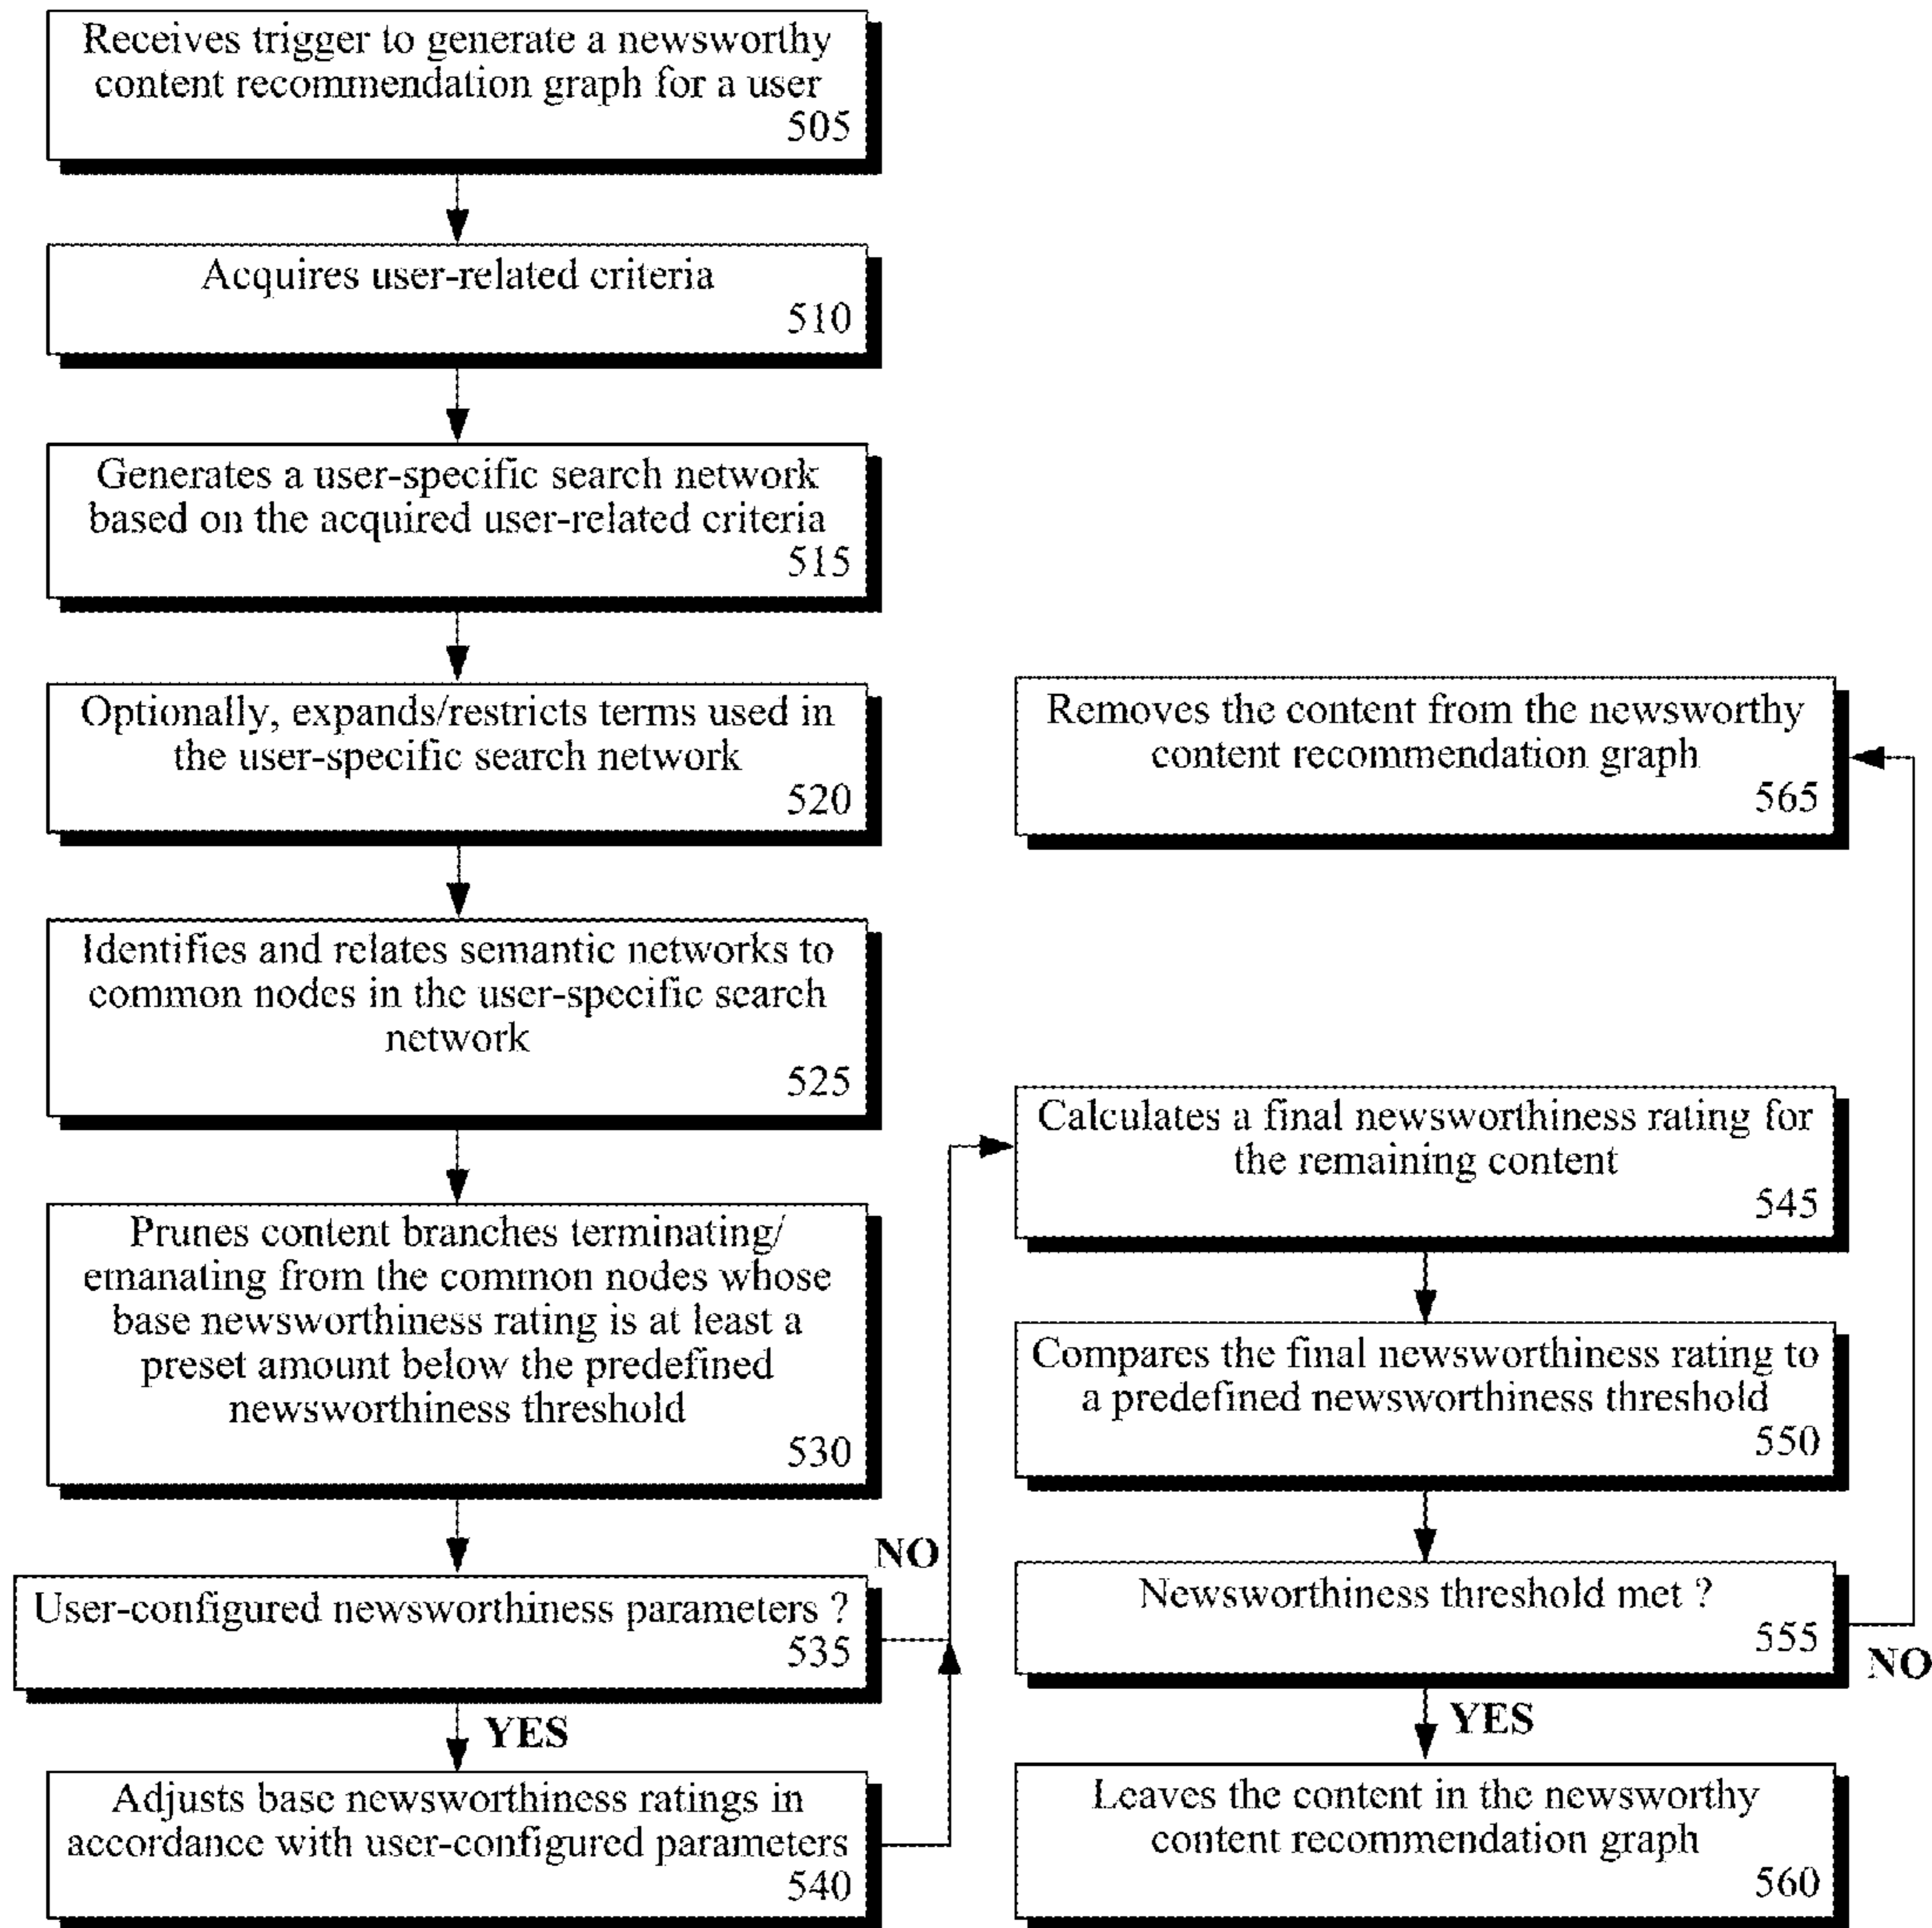 Receives trigger to generate a newsworthy
content recommendation graph for a user
505
Acquires user-related criteria
510
Generates a user-specific search network
based on the acquired user-related criteria
515
Optionally, expands/restricts terms used in
the user-specific search network
520
Identifies and relates semantic networks to
common nodes in the user-specific search
network
525
Prunes content branches terminating/
emanating from the common nodes whose
base newsworthiness rating is at least a
preset amount below the predefined
newsworthiness threshold
530
User-configured newsworthiness parameters ?
535
NO
YES
Adjusts base newsworthiness ratings in
accordance with user-configured parameters
540
Calculates a final newsworthiness rating for
the remaining content
545
Compares the final newsworthiness rating to
a predefined newsworthiness threshold
550
Newsworthiness threshold met ?
555
NO
YES
Leaves the content in the newsworthy
content recommendation graph
560
Removes the content from the newsworthy
content recommendation graph
565